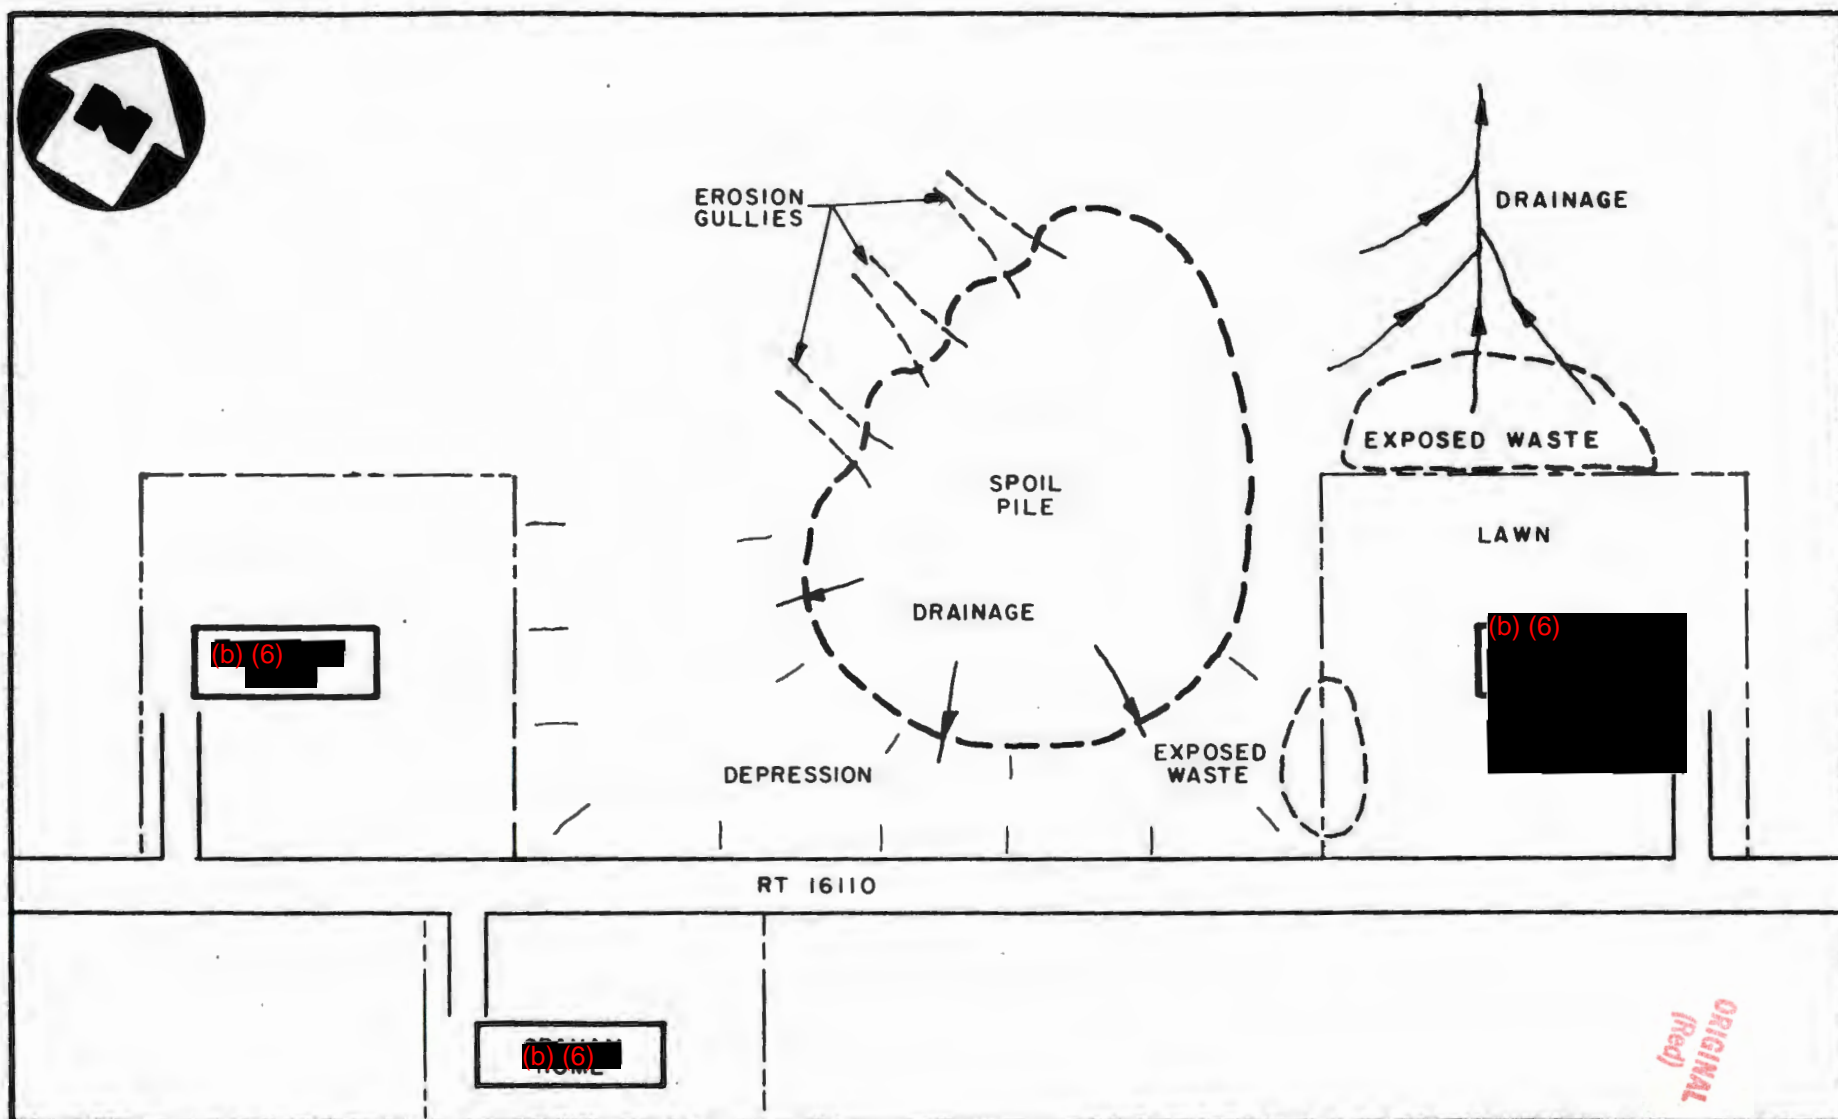 N
EROSION
GULLIES
DRAINAGE
EXPOSED WASTE
SPOIL
PILE
LAWN
DRAINAGE
(b) (6)
(b) (6)
DEPRESSION
EXPOSED
WASTE
RT 16110
(b) (6)
HOME
ORIGINAL
(Red)